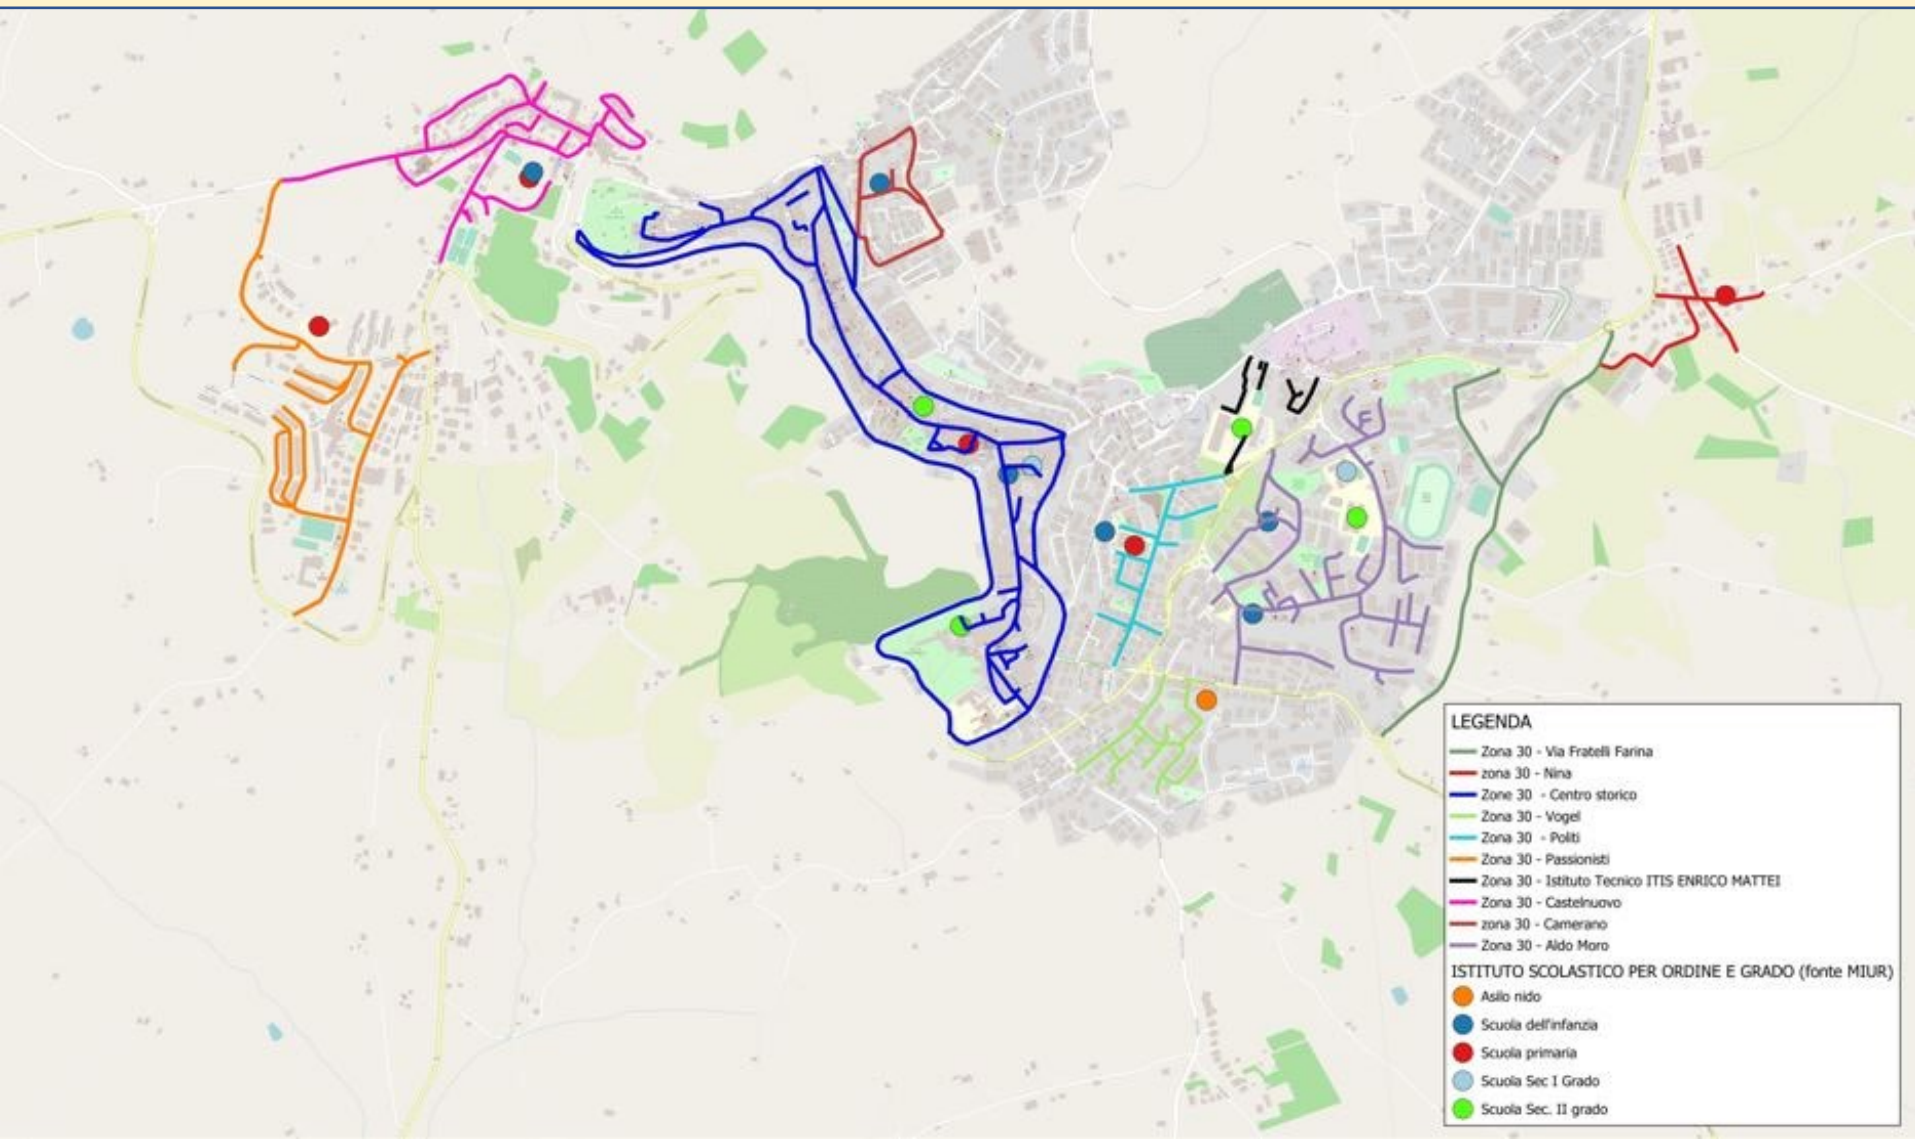 LEGENDA
Zona 30 - Via Fratelli Farina
zona 30 - Nina
Zone 30 - Centro storico
Zona 30 - Vogel
Zona 30 - Politi
Zona 30 - Passionisti
Zona 30 - Istituto Tecnico ITIS ENRICO MATTEI
Zona 30 - Castelnuovo
zona 30 - Camerano
Zona 30 - Aldo Moro
ISTITUTO SCOLASTICO PER ORDINE E GRADO (fonte MIUR)
Asilo nido
Scuola dell'infanzia
Scuola primaria
Scuola Sec I Grado
Scuola Sec. II grado